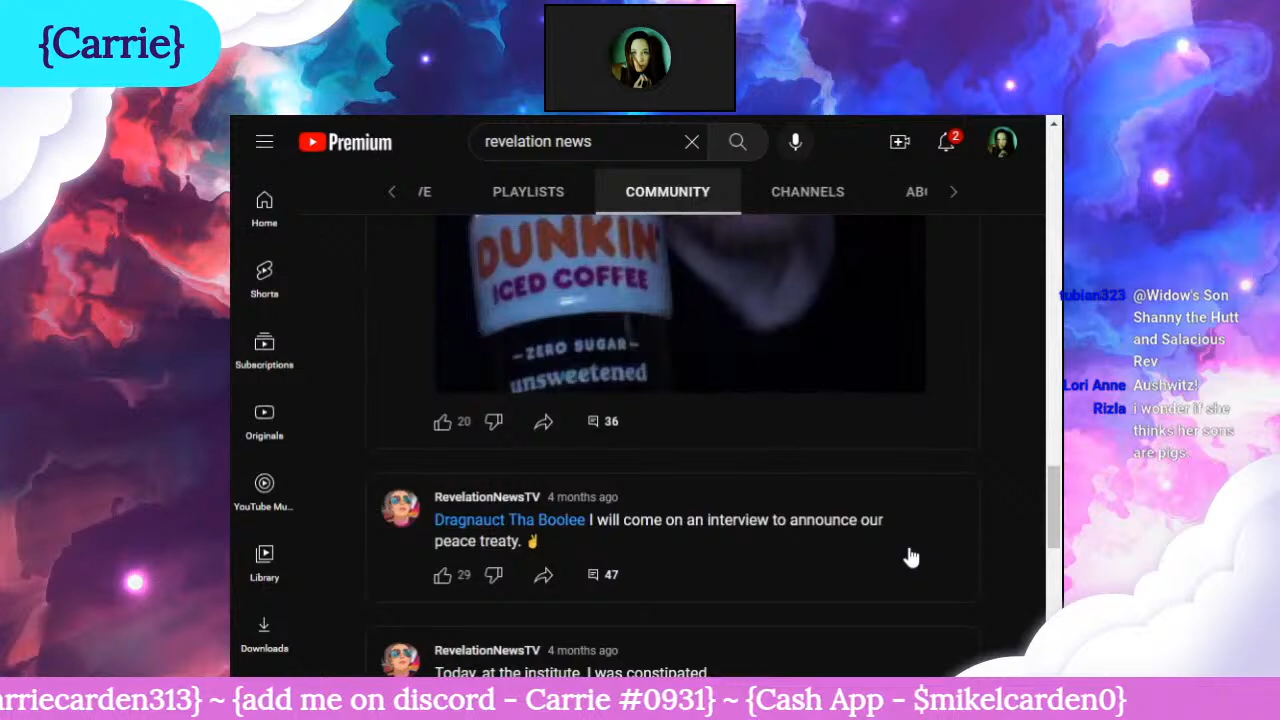 {Carrie}
Premium
revelation news
2
VE
PLAYLISTS
COMMUNITY
CHANNELS
ABO
Home
Shorts
Subscriptions
Originals
YouTube Mu...
Library
Downloads
DUNKIN'
ICED COFFEE
-ZERO SUGAR-
unsweetened
20
36
RevelationNewsTV 4 months ago
Dragnauct Tha Boolee I will come on an interview to announce our
peace treaty. ✌️
29
47
RevelationNewsTV 4 months ago
Today, at the institute, I was constipated
tubian323 @Widow's Son
Shanny the Hutt
and Salacious
Rev
Lori Anne Aushwitz!
Rizla i wonder if she
thinks her sons
are pigs.
arriecarden313} ~ {add me on discord - Carrie #0931} ~ {Cash App - $mikelcarden0}